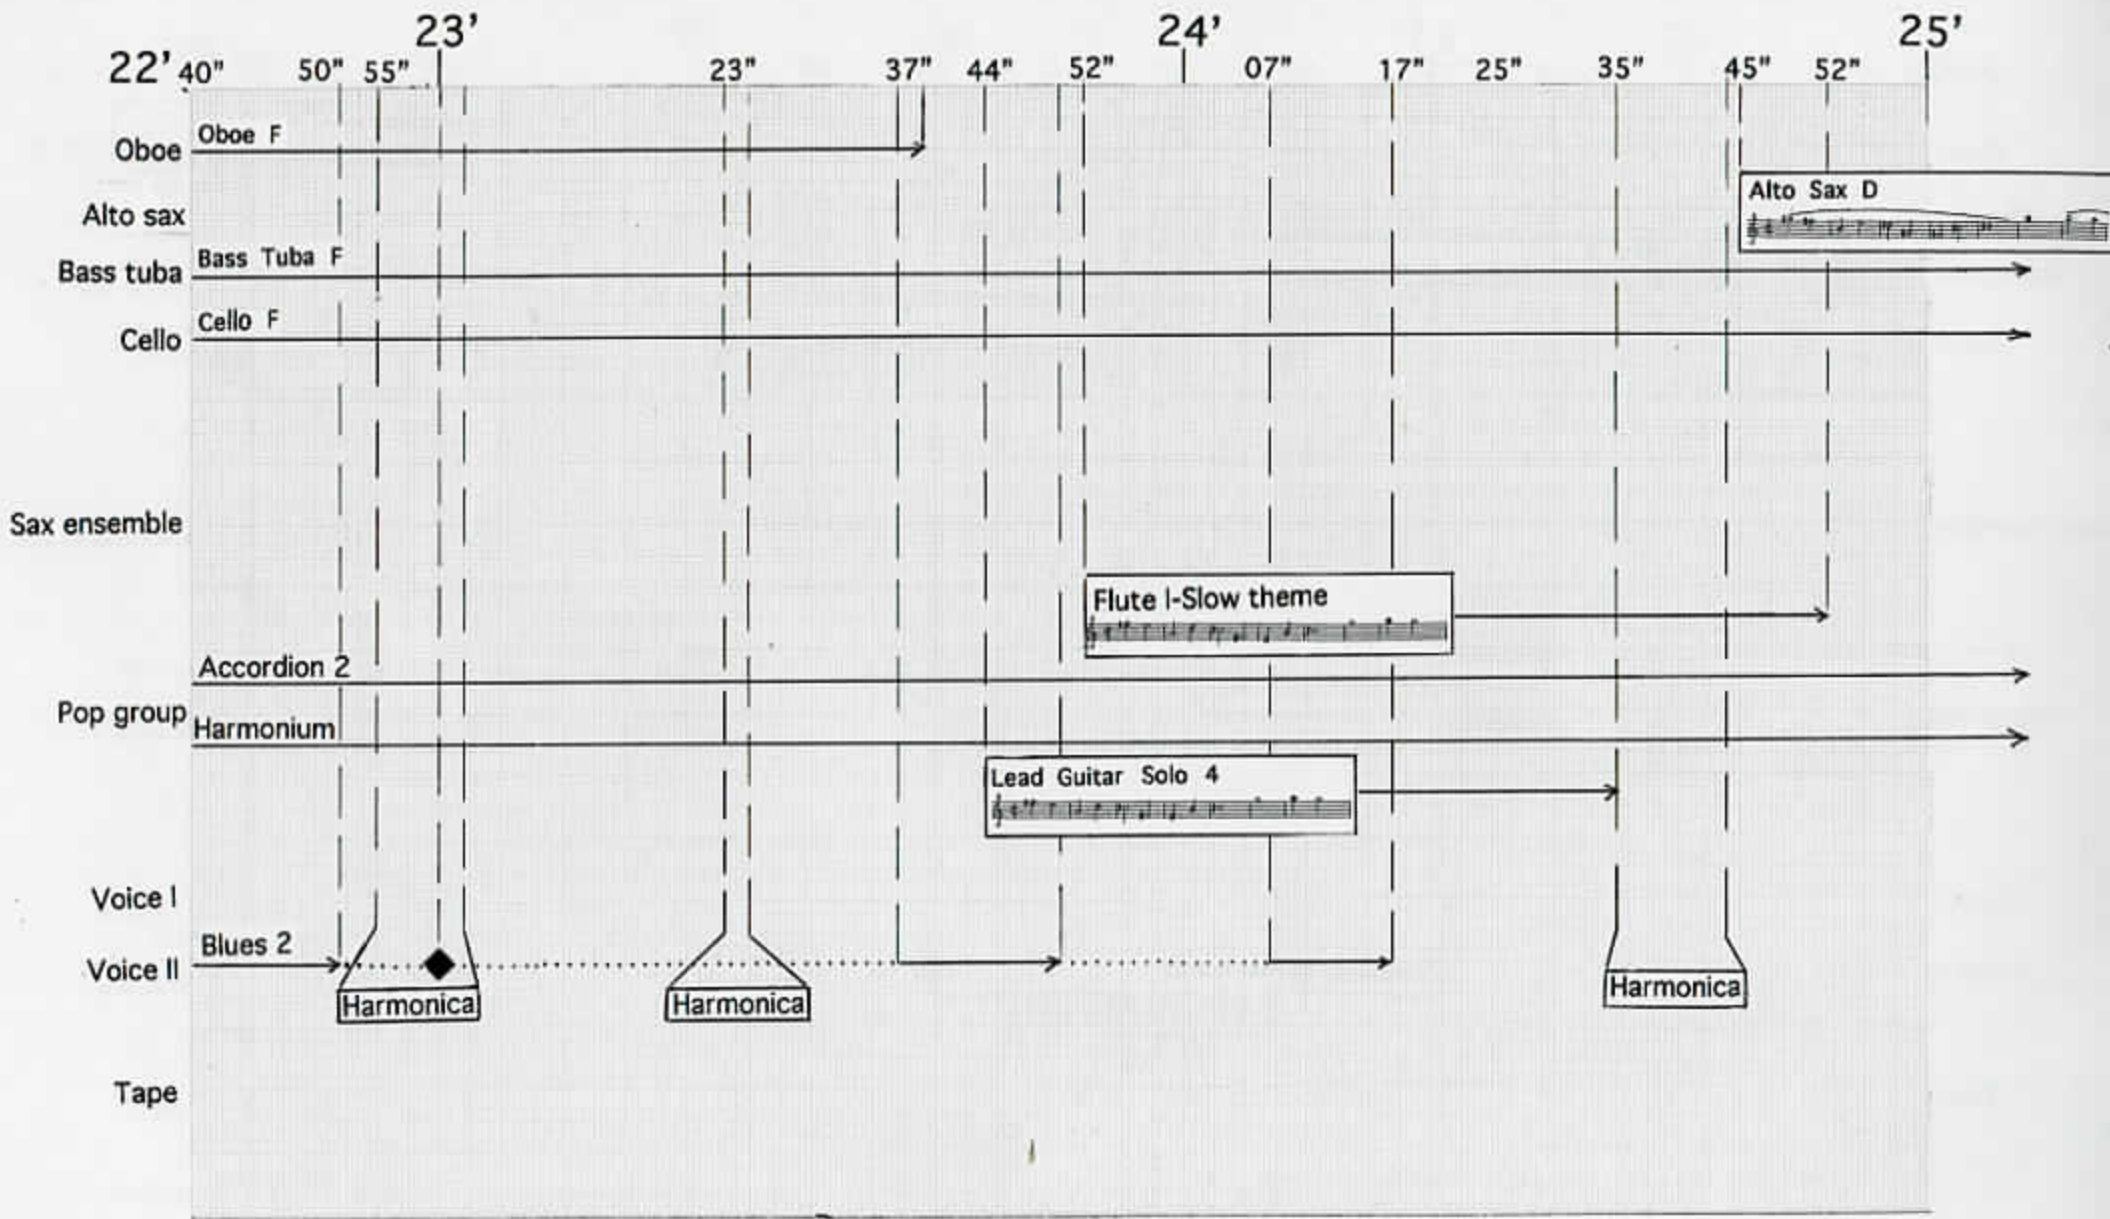 23' 24' 25'
22' 40" 50" 55" 23" 37" 44" 52" 07" 17" 25" 35" 45" 52"
Oboe F
Oboe
Alto Sax D
Alto sax
Bass Tuba F
Bass tuba
Cello F
Cello
Sax ensemble
Flute I-Slow theme
Accordion 2
Pop group
Harmonium
Lead Guitar Solo 4
Voice I
Blues 2
Voice II
Harmonica Harmonica Harmonica
Tape